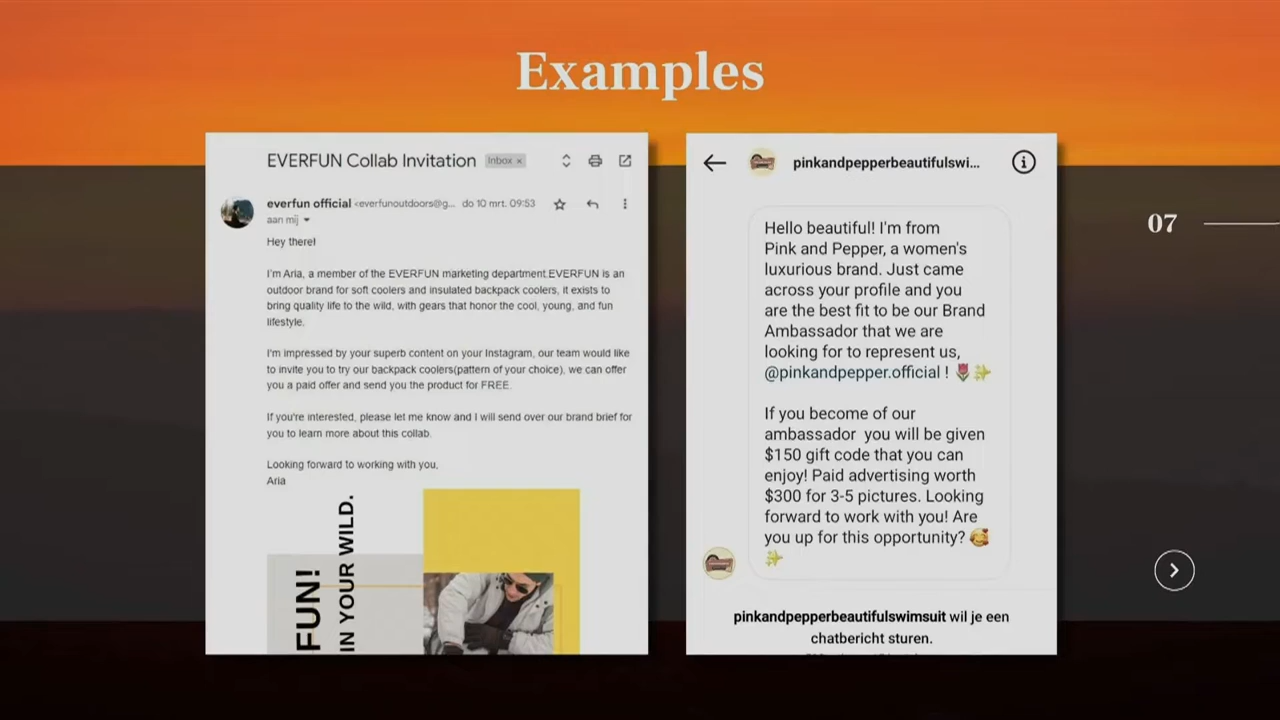 Examples
EVERFUN Collab Invitation
Inbox ×
everfun official <everfunoutdoors@g... do 10 mrt. 09:53
aan mij
Hey there!
I'm Aria, a member of the EVERFUN marketing department.EVERFUN is an
outdoor brand for soft coolers and insulated backpack coolers, it exists to
bring quality life to the wild, with gears that honor the cool, young, and fun
lifestyle.
I'm impressed by your superb content on your Instagram, our team would like
to invite you to try our backpack coolers(pattern of your choice), we can offer
you a paid offer and send you the product for FREE.
If you're interested, please let me know and I will send over our brand brief for
you to learn more about this collab.
Looking forward to working with you,
Aria
FUN!
IN YOUR WILD.
pinkandpepperbeautifulswi...
Hello beautiful! I'm from
Pink and Pepper, a women's
luxurious brand. Just came
across your profile and you
are the best fit to be our Brand
Ambassador that we are
looking for to represent us,
@pinkandpepper.official ! 🌷✨
If you become of our
ambassador you will be given
$150 gift code that you can
enjoy! Paid advertising worth
$300 for 3-5 pictures. Looking
forward to work with you! Are
you up for this opportunity? 🥰
✨
pinkandpepperbeautifulswimsuit wil je een
chatbericht sturen.
07